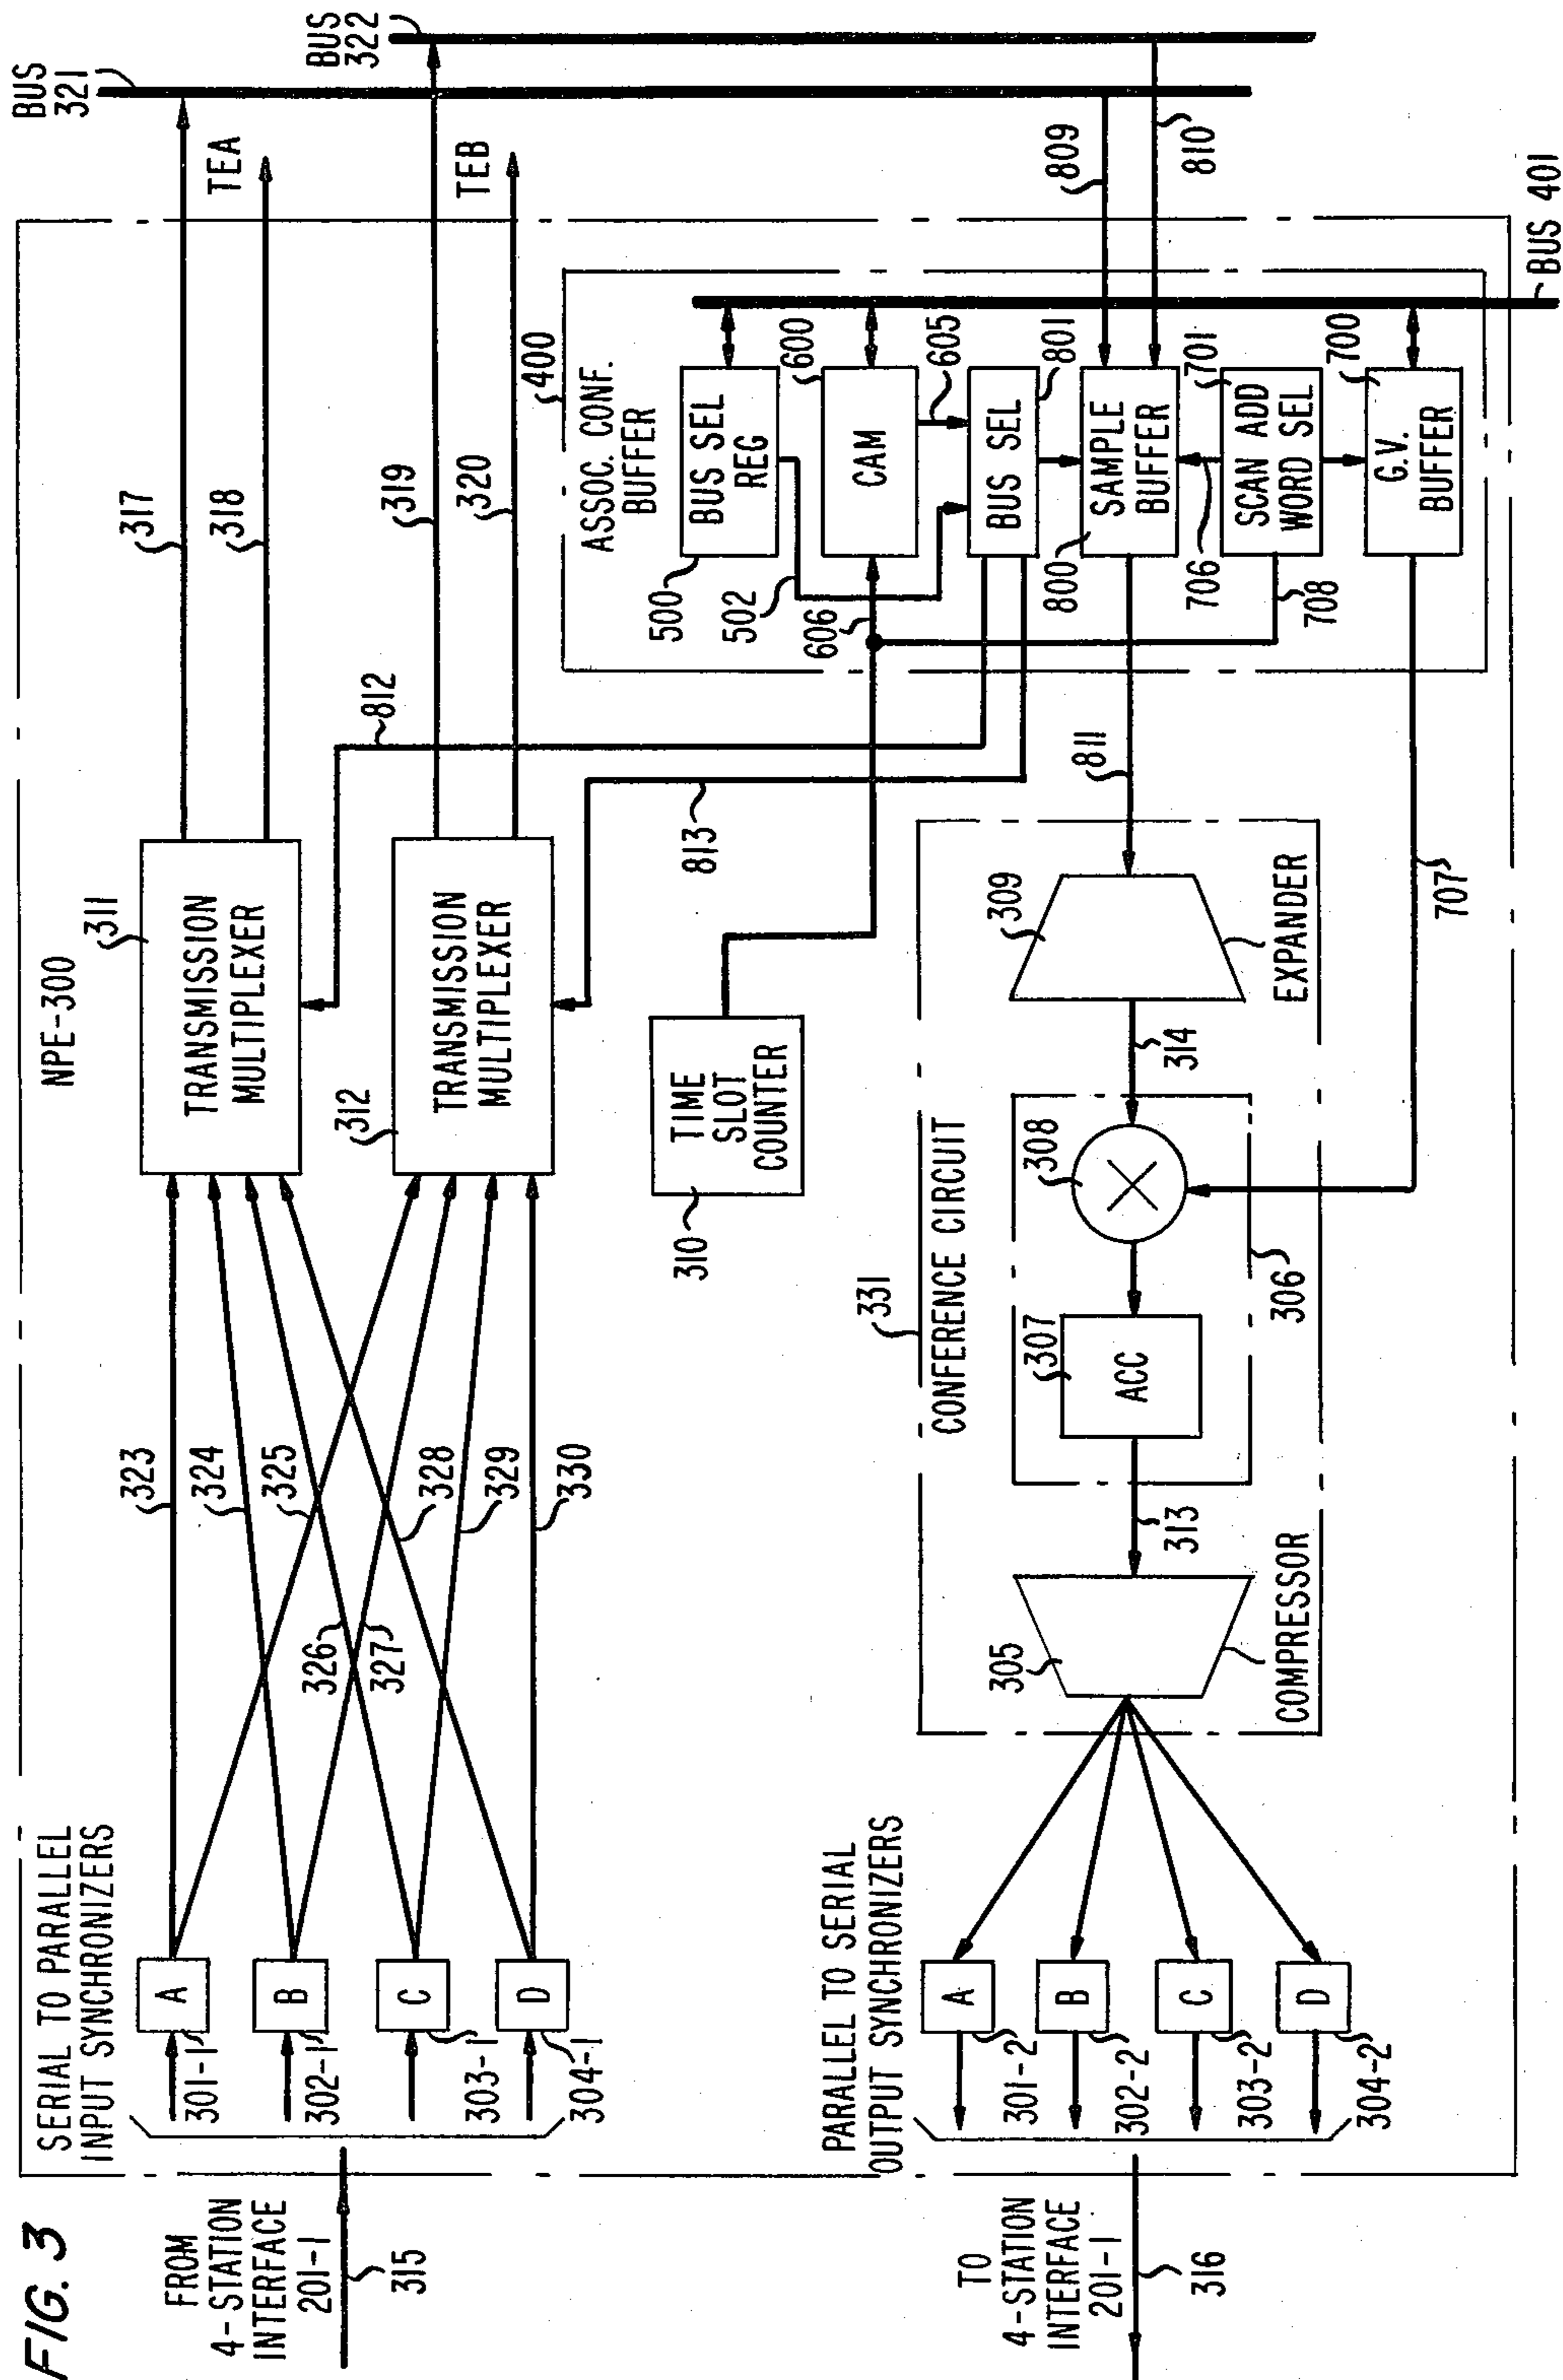 FIG. 3
FROM
4-STATION
INTERFACE
201-1
315
SERIAL TO PARALLEL
INPUT SYNCHRONIZERS
A
301-1
B
302-1
C
303-1
D
304-1
323
324
325
326
327
328
329
330
NPE-300
311
TRANSMISSION
MULTIPLEXER
312
TRANSMISSION
MULTIPLEXER
310
TIME
SLOT
COUNTER
812
813
317
318
319
320
TEA
TEB
BUS
321
BUS
322
400
ASSOC. CONF.
BUFFER
500
BUS SEL
REG
502
600
CAM
605
606
BUS SEL
801
800
SAMPLE
BUFFER
706
701
SCAN ADD
WORD SEL
708
700
G.V.
BUFFER
809
810
BUS 401
811
707
331
CONFERENCE CIRCUIT
309
EXPANDER
314
308
306
307
ACC
313
305
COMPRESSOR
PARALLEL TO SERIAL
OUTPUT SYNCHRONIZERS
A
301-2
B
302-2
C
303-2
D
304-2
TO
4-STATION
INTERFACE
201-1
316